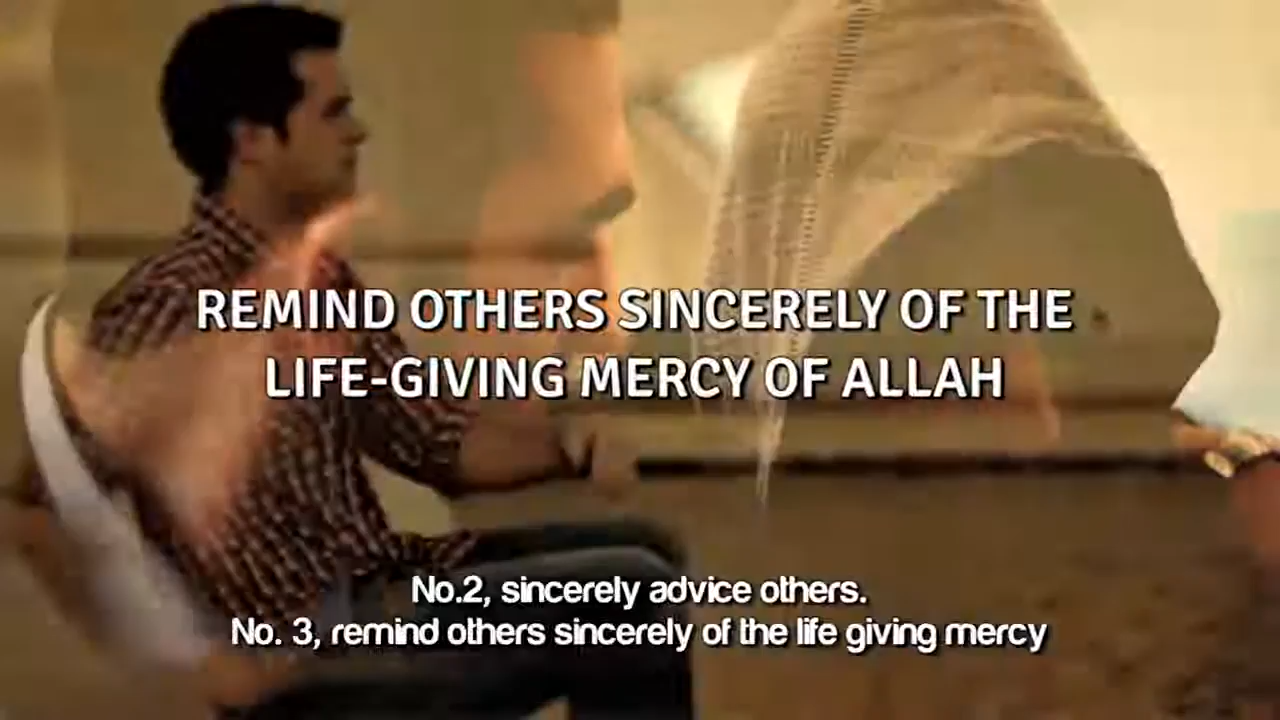 REMIND OTHERS SINCERELY OF THE
LIFE-GIVING MERCY OF ALLAH
No.2, sincerely advice others.
No. 3, remind others sincerely of the life giving mercy